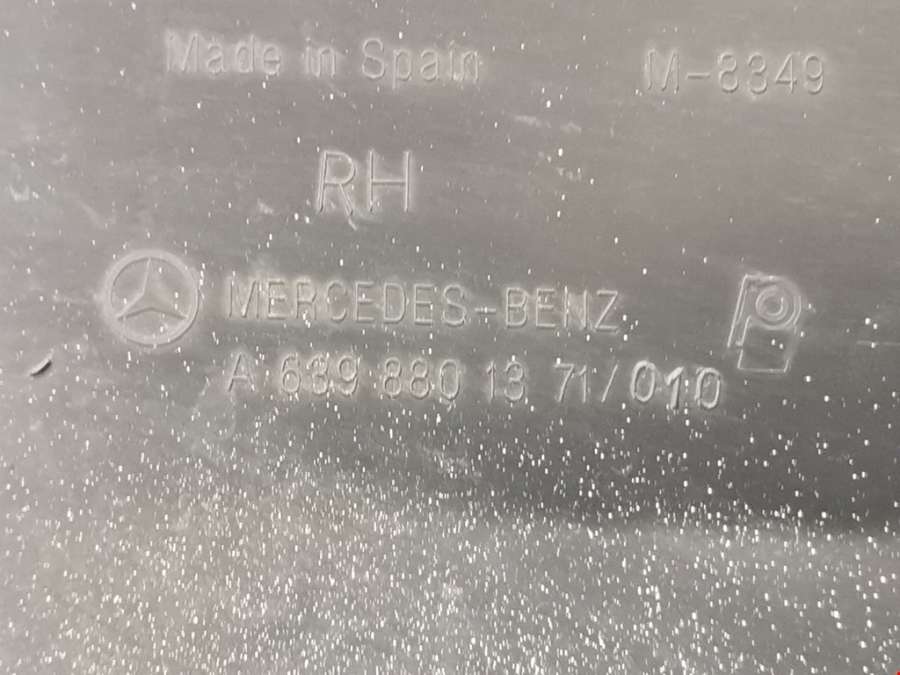 Made in Spain
M-8349
RH
MERCEDES-BENZ
A 639 880 13 71/010